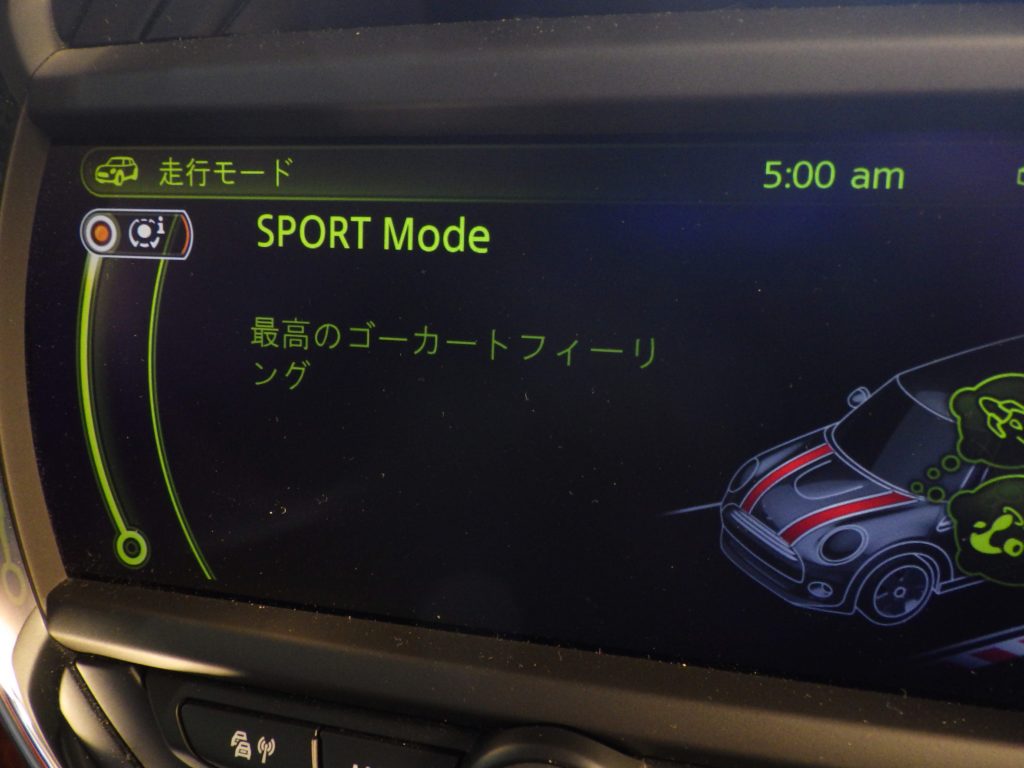 走行モード
5:00 am
SPORT Mode
最高のゴーカートフィーリ
ング